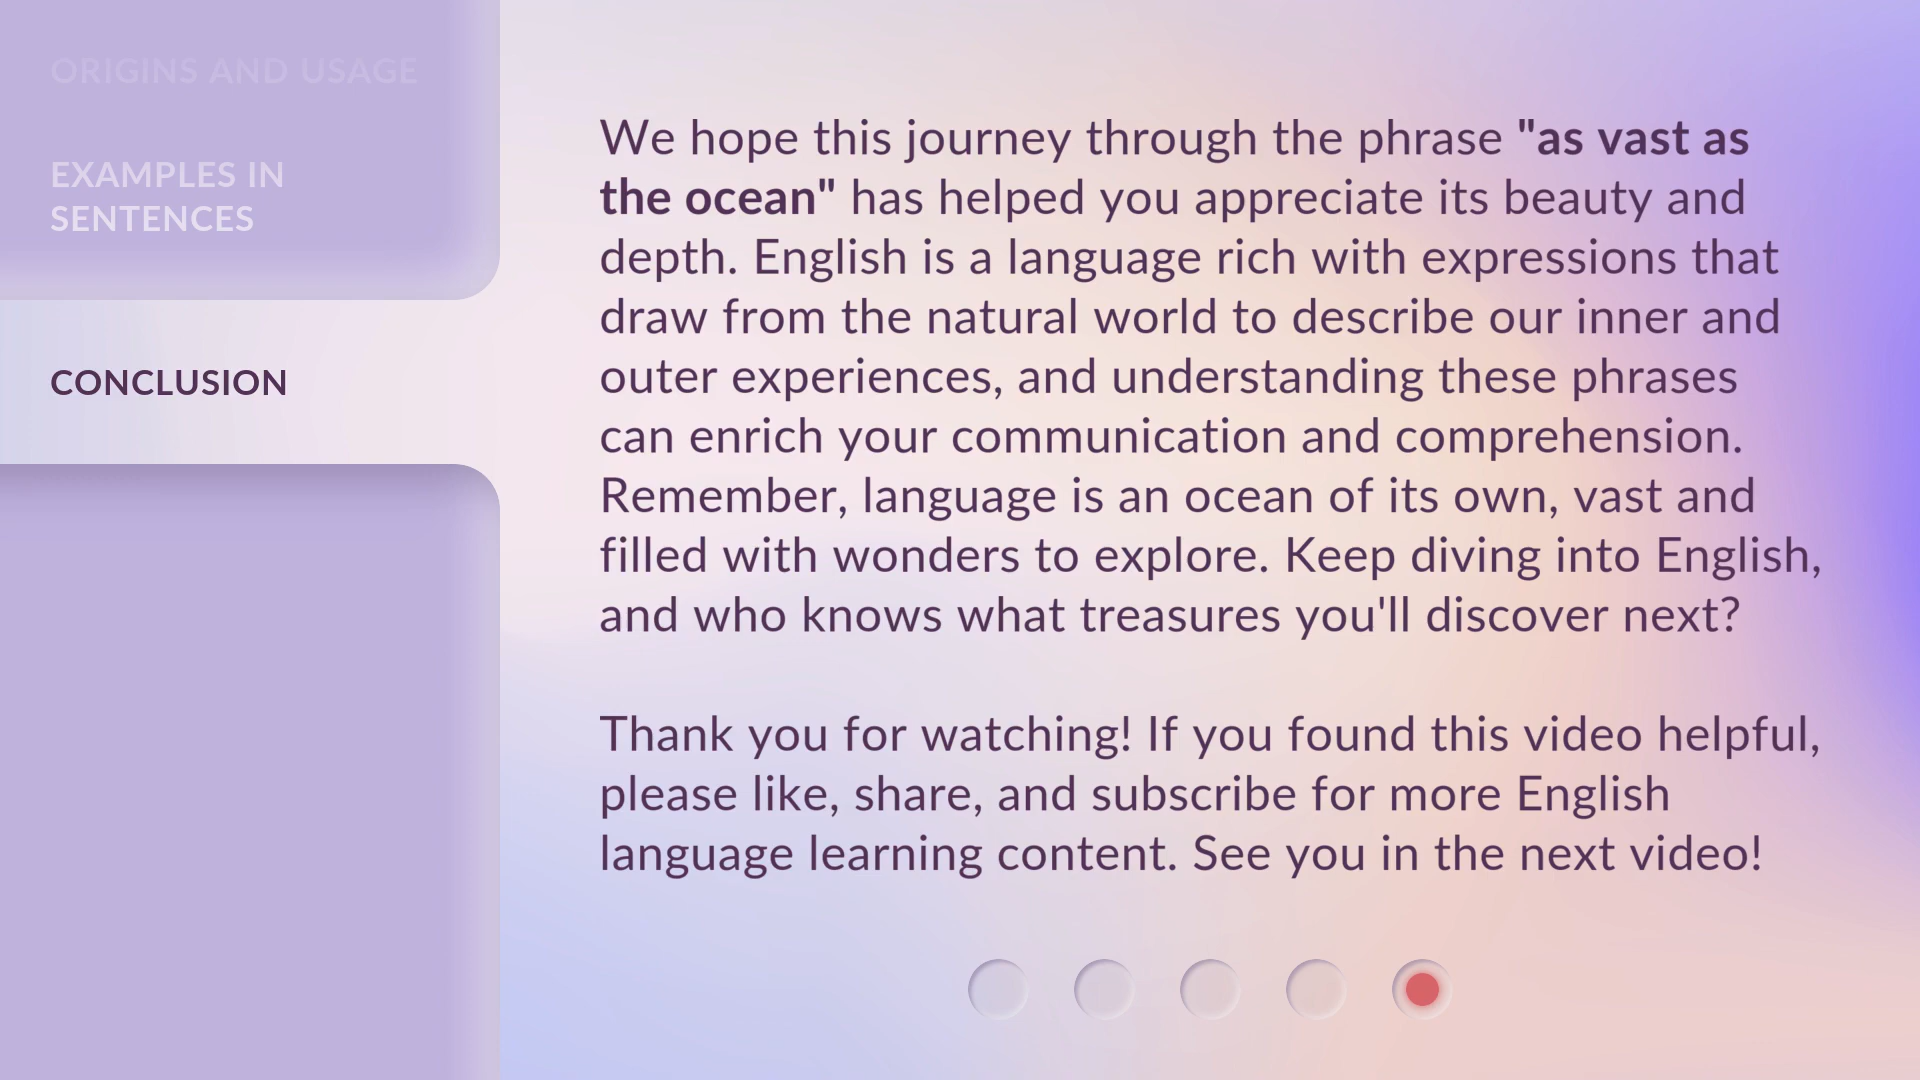 ORIGINS AND USAGE
EXAMPLES IN
SENTENCES
CONCLUSION
We hope this journey through the phrase "as vast as
the ocean" has helped you appreciate its beauty and
depth. English is a language rich with expressions that
draw from the natural world to describe our inner and
outer experiences, and understanding these phrases
can enrich your communication and comprehension.
Remember, language is an ocean of its own, vast and
filled with wonders to explore. Keep diving into English,
and who knows what treasures you'll discover next?
Thank you for watching! If you found this video helpful,
please like, share, and subscribe for more English
language learning content. See you in the next video!